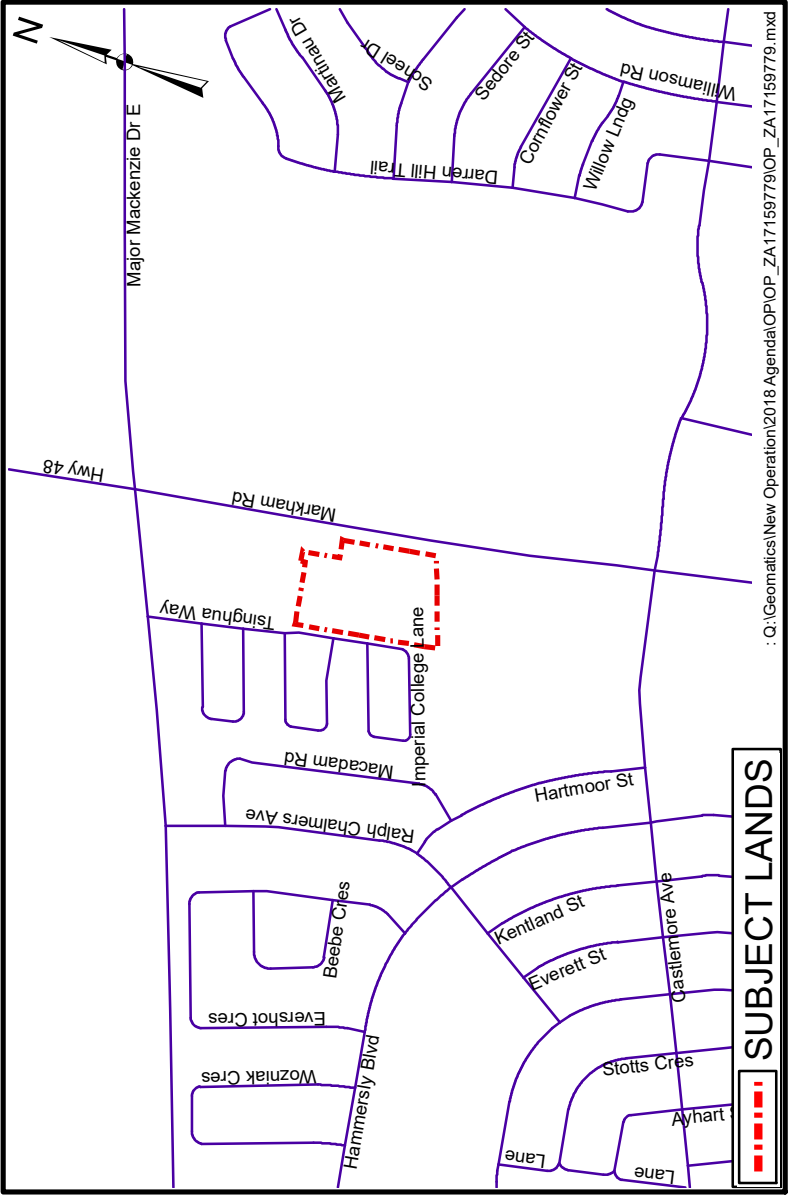 N
Major Mackenzie Dr E
Martinau Dr
Scheel Dr
Sedore St
Cornflower St
Willow Lndg
Williamson Rd
Darren Hill Trail
Hwy 48
Markham Rd
Tsinghua Way
Imperial College Lane
Macadam Rd
Ralph Chalmers Ave
Hartmoor St
Beebe Cres
Kentland St
Everett St
Castlemore Ave
Evershot Cres
Wozniak Cres
Hammersly Blvd
Stotts Cres
Ayhart
Lane
Lane
SUBJECT LANDS
: Q:\Geomatics\New Operation\2018 Agenda\OP\OP_ZA17159779\OP_ZA17159779.mxd